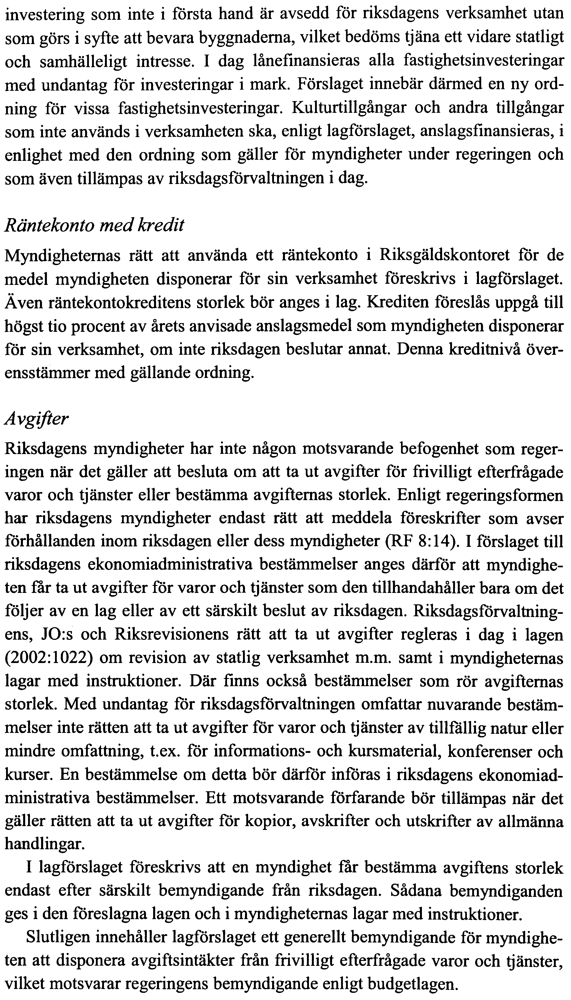 investering som inte i första hand är avsedd för riksdagens verksamhet utan
som görs i syfte att bevara byggnaderna, vilket bedöms tjäna ett vidare statligt
och samhälleligt intresse. I dag lånefinansieras alla fastighetsinvesteringar
med undantag för investeringar i mark. Förslaget innebär därmed en ny ord-
ning för vissa fastighetsinvesteringar. Kulturtillgångar och andra tillgångar
som inte används i verksamheten ska, enligt lagförslaget, anslagsfinansieras, i
enlighet med den ordning som gäller för myndigheter under regeringen och
som även tillämpas av riksdagsförvaltningen i dag.
Räntekonto med kredit
Myndigheternas rätt att använda ett räntekonto i Riksgäldskontoret för de
medel myndigheten disponerar för sin verksamhet föreskrivs i lagförslaget.
Även räntekontokreditens storlek bör anges i lag. Krediten föreslås uppgå till
högst tio procent av årets anvisade anslagsmedel som myndigheten disponerar
för sin verksamhet, om inte riksdagen beslutar annat. Denna kreditnivå över-
ensstämmer med gällande ordning.
Avgifter
Riksdagens myndigheter har inte någon motsvarande befogenhet som reger-
ingen när det gäller att besluta om att ta ut avgifter för frivilligt efterfrågade
varor och tjänster eller bestämma avgifternas storlek. Enligt regeringsformen
har riksdagens myndigheter endast rätt att meddela föreskrifter som avser
förhållanden inom riksdagen eller dess myndigheter (RF 8:14). I förslaget till
riksdagens ekonomiadministrativa bestämmelser anges därför att myndighe-
ten får ta ut avgifter för varor och tjänster som den tillhandahåller bara om det
följer av en lag eller av ett särskilt beslut av riksdagen. Riksdagsförvaltning-
ens, JO:s och Riksrevisionens rätt att ta ut avgifter regleras i dag i lagen
(2002:1022) om revision av statlig verksamhet m.m. samt i myndigheternas
lagar med instruktioner. Där finns också bestämmelser som rör avgifternas
storlek. Med undantag för riksdagsförvaltningen omfattar nuvarande bestäm-
melser inte rätten att ta ut avgifter för varor och tjänster av tillfällig natur eller
mindre omfattning, t.ex. för informations- och kursmaterial, konferenser och
kurser. En bestämmelse om detta bör därför införas i riksdagens ekonomiad-
ministrativa bestämmelser. Ett motsvarande förfarande bör tillämpas när det
gäller rätten att ta ut avgifter för kopior, avskrifter och utskrifter av allmänna
handlingar.
I lagförslaget föreskrivs att en myndighet får bestämma avgiftens storlek
endast efter särskilt bemyndigande från riksdagen. Sådana bemyndiganden
ges i den föreslagna lagen och i myndigheternas lagar med instruktioner.
Slutligen innehåller lagförslaget ett generellt bemyndigande för myndighe-
ten att disponera avgiftsintäkter från frivilligt efterfrågade varor och tjänster,
vilket motsvarar regeringens bemyndigande enligt budgetlagen.